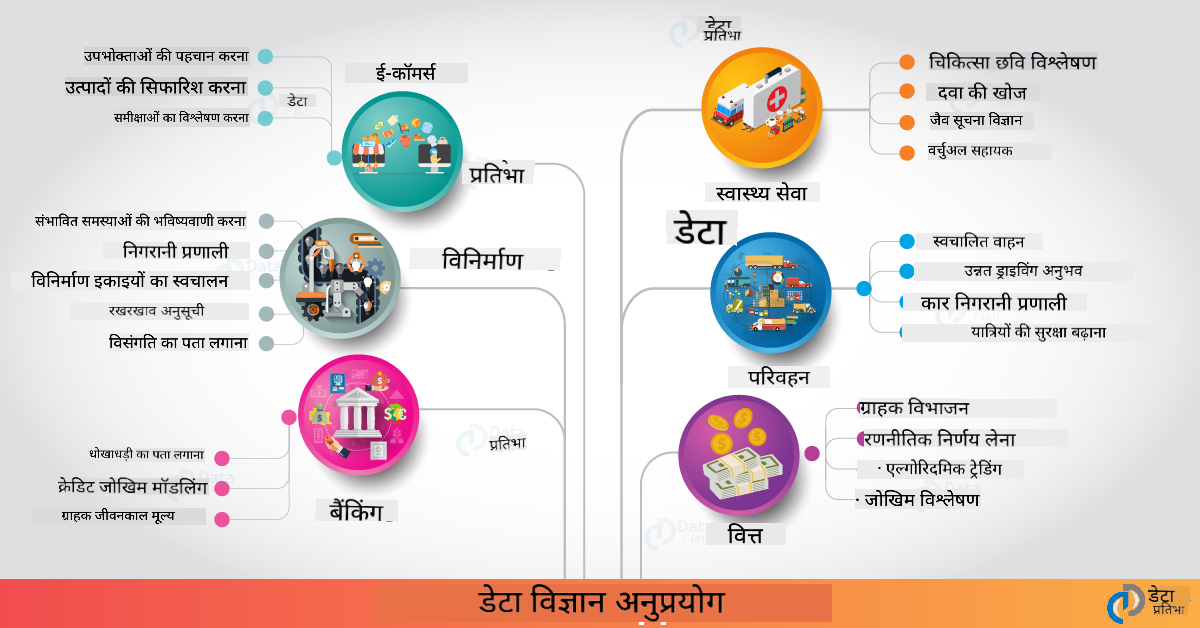 उपभोक्ताओं की पहचान करना
उत्पादों की सिफारिश करना
डेटा
समीक्षाओं का विश्लेषण करना
ई-कॉमर्स
प्रतिभा
संभावित समस्याओं की भविष्यवाणी करना
निगरानी प्रणाली
विनिर्माण इकाइयों का स्वचालन
रखरखाव अनुसूची
विसंगति का पता लगाना
विनिर्माण
धोखाधड़ी का पता लगाना
क्रेडिट जोखिम मॉडलिंग
ग्राहक जीवनकाल मूल्य
बैंकिंग
Data
प्रतिभा
डेटा
प्रतिभा
चिकित्सा छवि विश्लेषण
दवा की खोज
जैव सूचना विज्ञान
वर्चुअल सहायक
स्वास्थ्य सेवा
डेटा
स्वचालित वाहन
उन्नत ड्राइविंग अनुभव
कार निगरानी प्रणाली
यात्रियों की सुरक्षा बढ़ाना
परिवहन
ग्राहक विभाजन
रणनीतिक निर्णय लेना
· एल्गोरिदमिक ट्रेडिंग
· जोखिम विश्लेषण
Data
Flair
वित्त
डेटा विज्ञान अनुप्रयोग
डेटा
प्रतिभा